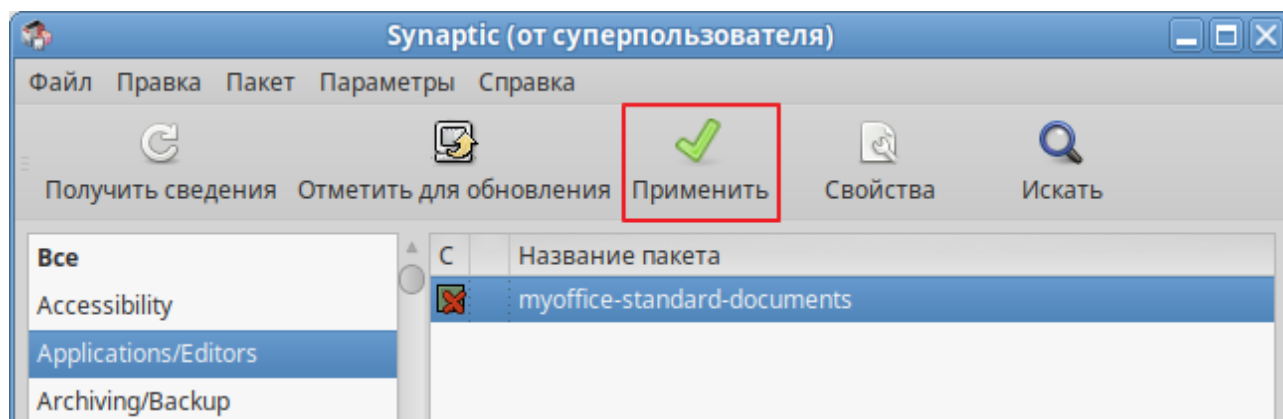 Synaptic (от суперпользователя)
Файл Правка Пакет Параметры Справка
Получить сведения Отметить для обновления Применить Свойства Искать
Все
Accessibility
Applications/Editors
Archiving/Backup
С Название пакета
myoffice-standard-documents